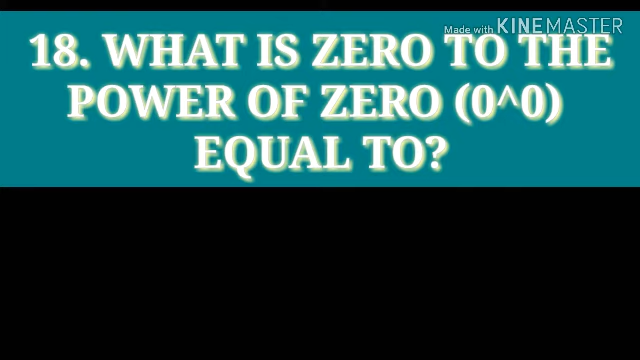 Made with KINEMASTER
18. WHAT IS ZERO TO THE
POWER OF ZERO (0^0)
EQUAL TO?